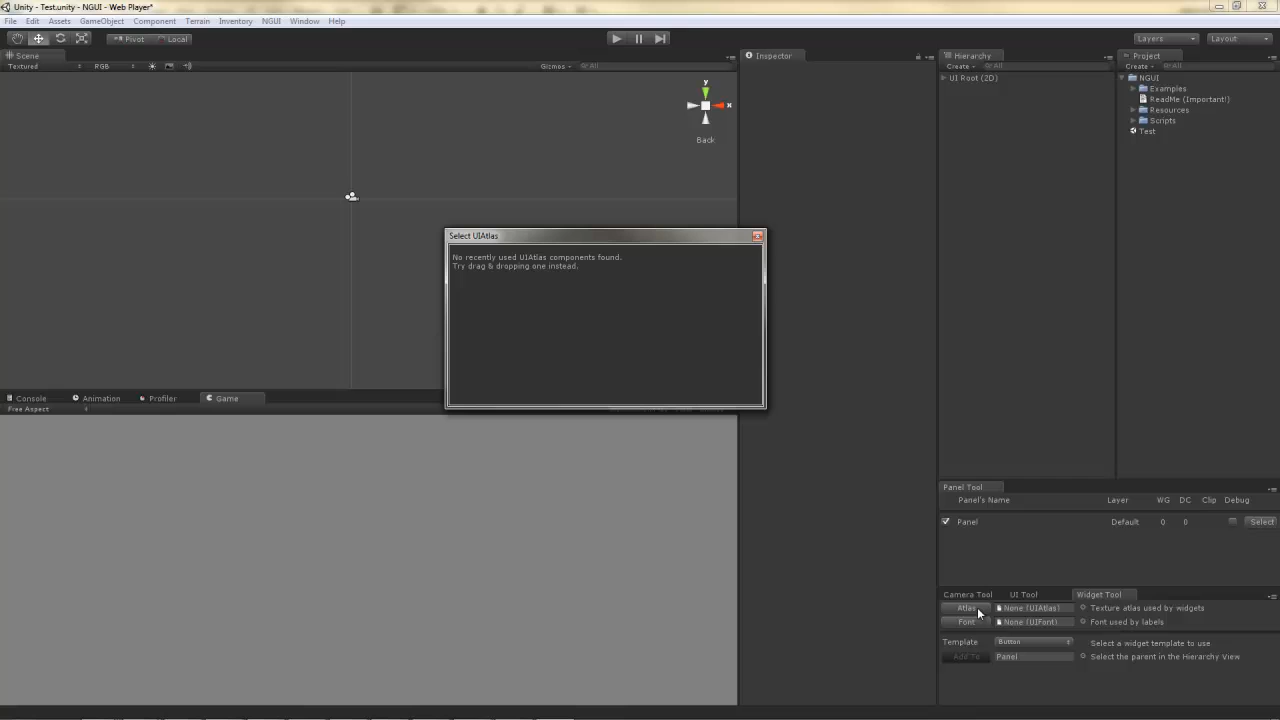 Unity - Test.unity - NGUI - Web Player*
File Edit Assets GameObject Component Terrain Inventory NGUI Window Help
Pivot Local Layers Layout
Scene
Textured RGB Gizmos All
y
x
Back
Inspector
Hierarchy
Create All
UI Root (2D)
Project
Create All
NGUI
Examples
ReadMe (Important!)
Resources
Scripts
Test
Select UIAtlas
No recently used UIAtlas components found.
Try drag & dropping one instead.
Console Animation Profiler Game
Free Aspect
Panel Tool
Panel's Name Layer WG DC Clip Debug
Panel Default 0 0 Select
Camera Tool UI Tool Widget Tool
Atlas None (UIAtlas) Texture atlas used by widgets
Font None (UIFont) Font used by labels
Template Button Select a widget template to use
Add To Panel Select the parent in the Hierarchy View